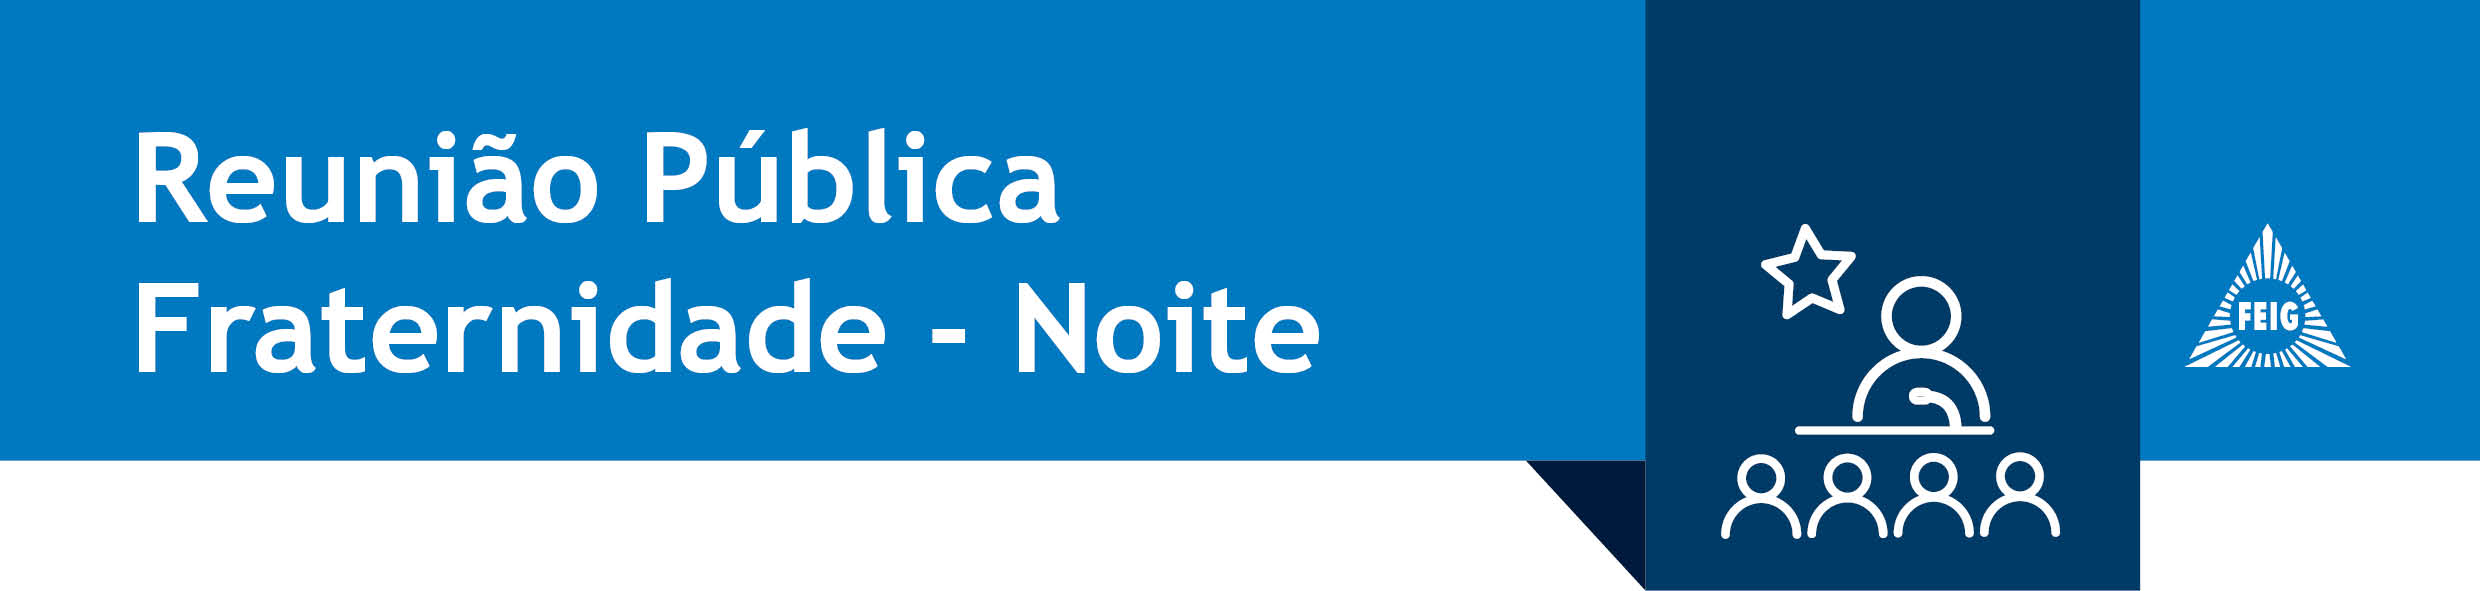 Reunião Pública
Fraternidade - Noite
FEIG